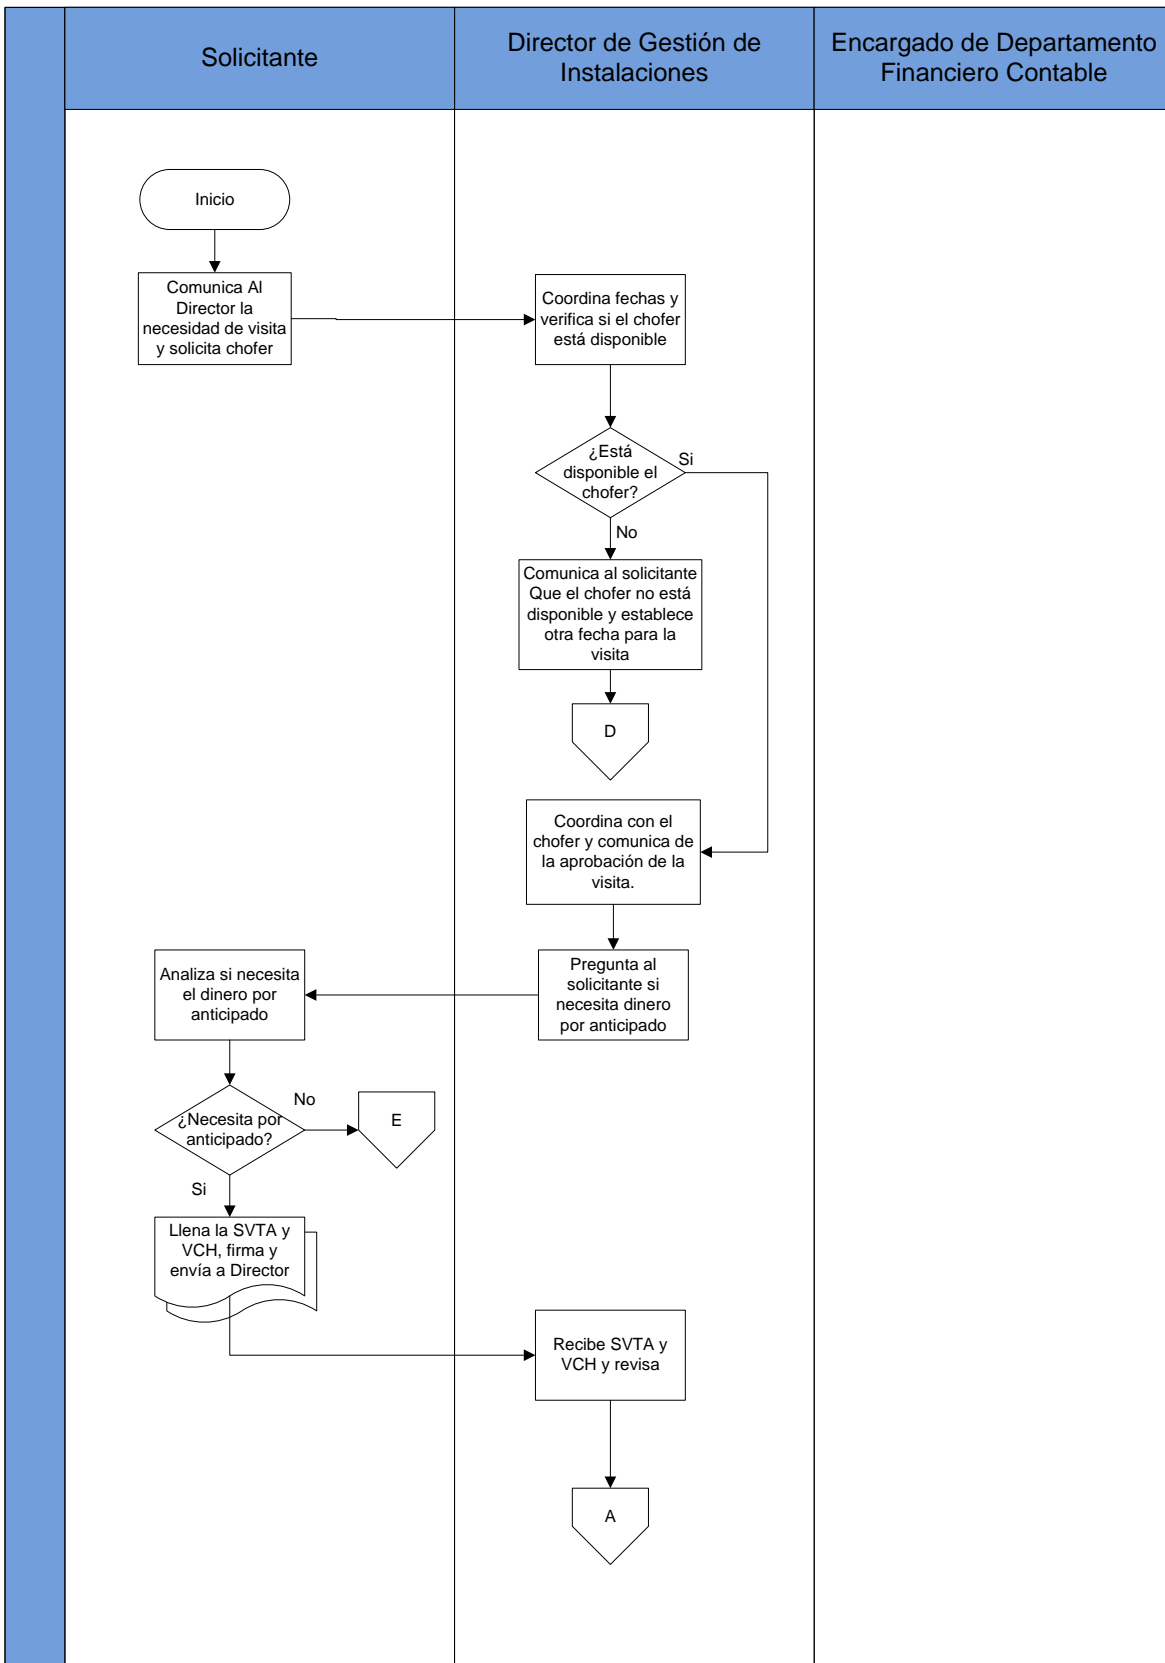 Solicitante
Director de Gestión de
Instalaciones
Encargado de Departamento
Financiero Contable
Inicio
Comunica Al
Director la
necesidad de visita
y solicita chofer
Coordina fechas y
verifica si el chofer
está disponible
¿Está
disponible el
chofer?
Si
No
Comunica al solicitante
Que el chofer no está
disponible y establece
otra fecha para la
visita
D
Coordina con el
chofer y comunica de
la aprobación de la
visita.
Pregunta al
solicitante si
necesita dinero
por anticipado
Analiza si necesita
el dinero por
anticipado
¿Necesita por
anticipado?
No
E
Si
Llena la SVTA y
VCH, firma y
envía a Director
Recibe SVTA y
VCH y revisa
A